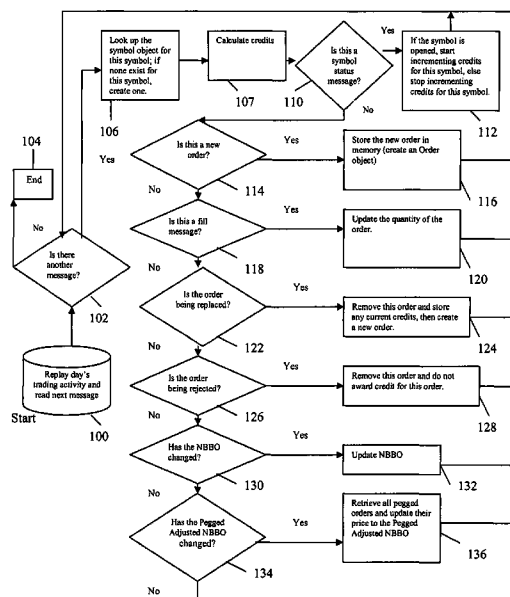 Look up the
symbol object for
this symbol; if
none exist for
this symbol,
create one.
106
Calculate credits
107
Is this a
symbol
status
message?
110
Yes
No
If the symbol is
opened, start
incrementing credits
for this symbol, else
stop incrementing
credits for this symbol.
112
104
End
Yes
No
Is there
another
message?
102
Replay day's
trading activity and
read next message
Start
100
Is this a new
order?
114
Yes
No
Store the new order in
memory (create an Order
object)
116
Is this a fill
message?
118
Yes
No
Update the quantity of the
order.
120
Is the order
being replaced?
122
Yes
No
Remove this order and store
any current credits, then create
a new order.
124
Is the order
being rejected?
126
Yes
No
Remove this order and do not
award credit for this order.
128
Has the NBBO
changed?
130
Yes
No
Update NBBO
132
Has the Pegged
Adjusted NBBO
changed?
134
Yes
No
Retrieve all pegged
orders and update their
price to the Pegged
Adjusted NBBO
136